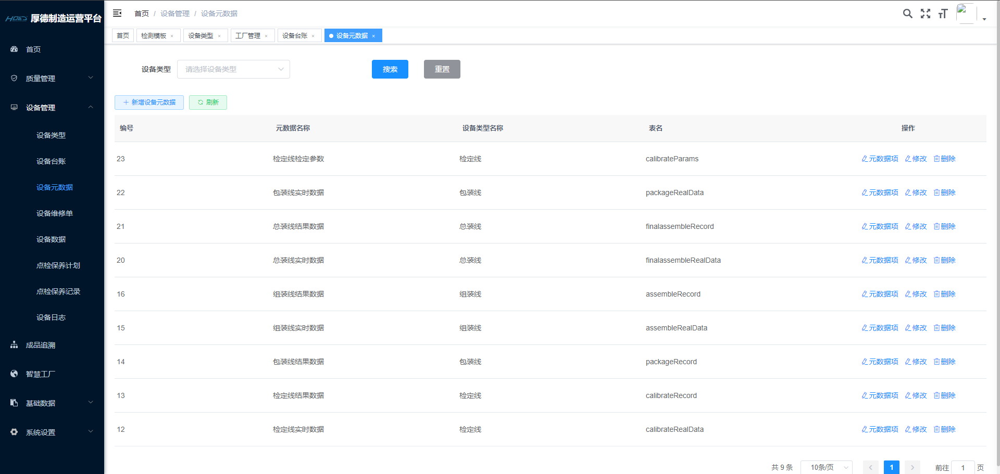 HOES 厚德制造运营平台
首页
质量管理
设备管理
设备类型
设备台账
设备元数据
设备维修单
设备数据
点检保养计划
点检保养记录
设备日志
成品追溯
智慧工厂
基础数据
系统设置
首页 / 设备管理 / 设备元数据
首页 检测模板 × 设备类型 × 工厂管理 × 设备台账 × 设备元数据 ×
设备类型 请选择设备类型 搜索 重置
+ 新增设备元数据 刷新
编号 元数据名称 设备类型名称 表名 操作
23 检定线检定参数 检定线 calibrateParams 元数据项 修改 删除
22 包装线实时数据 包装线 packageRealData 元数据项 修改 删除
21 总装线结果数据 总装线 finalassembleRecord 元数据项 修改 删除
20 总装线实时数据 总装线 finalassembleRealData 元数据项 修改 删除
16 组装线结果数据 组装线 assembleRecord 元数据项 修改 删除
15 组装线实时数据 组装线 assembleRealData 元数据项 修改 删除
14 包装线结果数据 包装线 packageRecord 元数据项 修改 删除
13 检定线结果数据 检定线 calibrateRecord 元数据项 修改 删除
12 检定线实时数据 检定线 calibrateRealData 元数据项 修改 删除
共 9 条 10条/页 1 前往 1 页